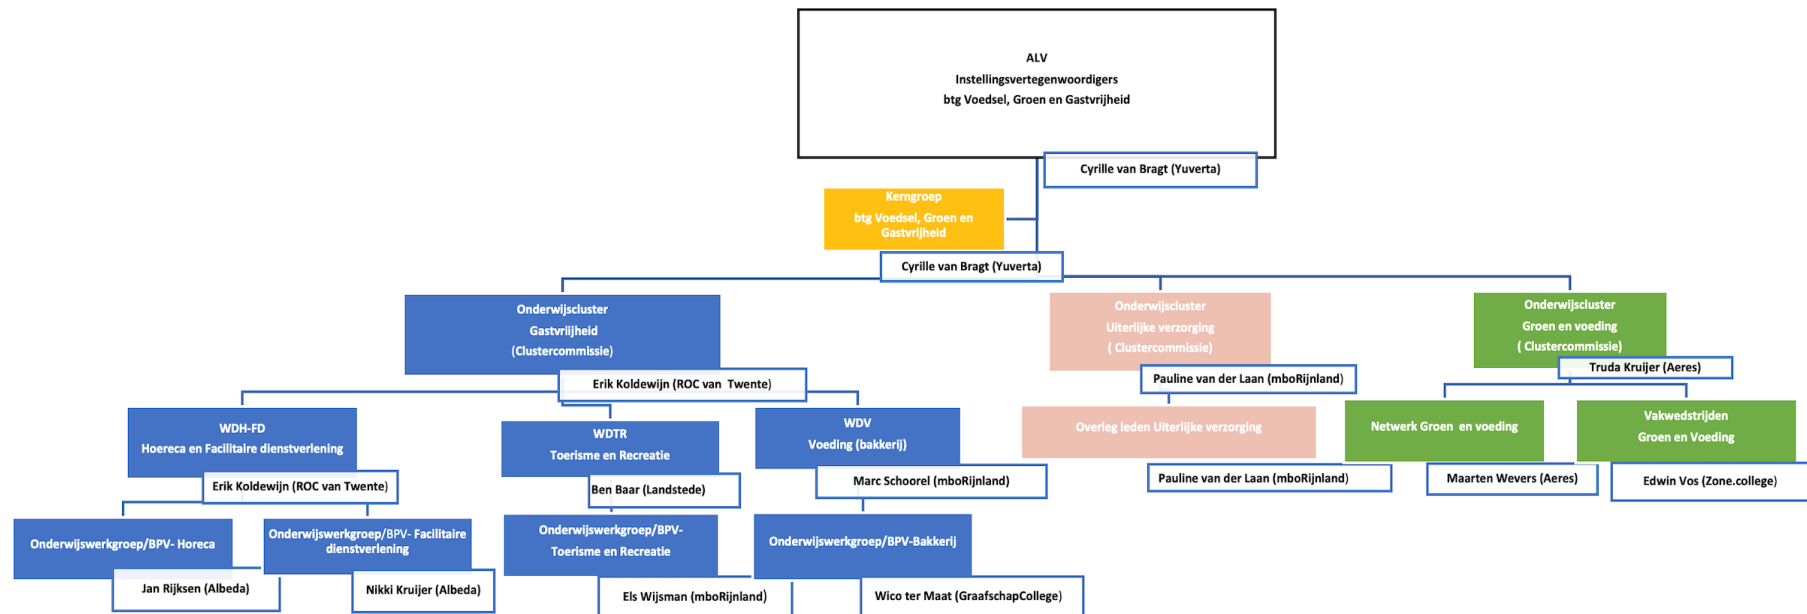 ALV
Instellingsvertegenwoordigers
btg Voedsel, Groen en Gastvrijheid
Cyrille van Bragt (Yuverta)
Kerngroep
btg Voedsel, Groen en
Gastvrijheid
Cyrille van Bragt (Yuverta)
Onderwijscluster
Gastvriijheid
(Clustercommissie)
Erik Koldewijn (ROC van Twente)
Onderwijscluster
Uiterlijke verzorging
( Clustercommissie)
Pauline van der Laan (mboRijnland)
Onderwijscluster
Groen en voeding
( Clustercommissie)
Truda Kruijer (Aeres)
WDH-FD
Hoereca en Facilitaire dienstverlening
Erik Koldewijn (ROC van Twente)
WDTR
Toerisme en Recreatie
Ben Baar (Landstede)
WDV
Voeding (bakkerij)
Marc Schoorel (mboRijnland)
Overleg leden Uiterlijke verzorging
Pauline van der Laan (mboRijnland)
Netwerk Groen en voeding
Maarten Wevers (Aeres)
Vakwedstrijden
Groen en Voeding
Edwin Vos (Zone.college)
Onderwijswerkgroep/BPV- Horeca
Jan Rijksen (Albeda)
Onderwijswerkgroep/BPV- Facilitaire
dienstverlening
Nikki Kruijer (Albeda)
Onderwijswerkgroep/BPV-
Toerisme en Recreatie
Els Wijsman (mboRijnland)
Onderwijswerkgroep/BPV-Bakkerij
Wico ter Maat (GraafschapCollege)